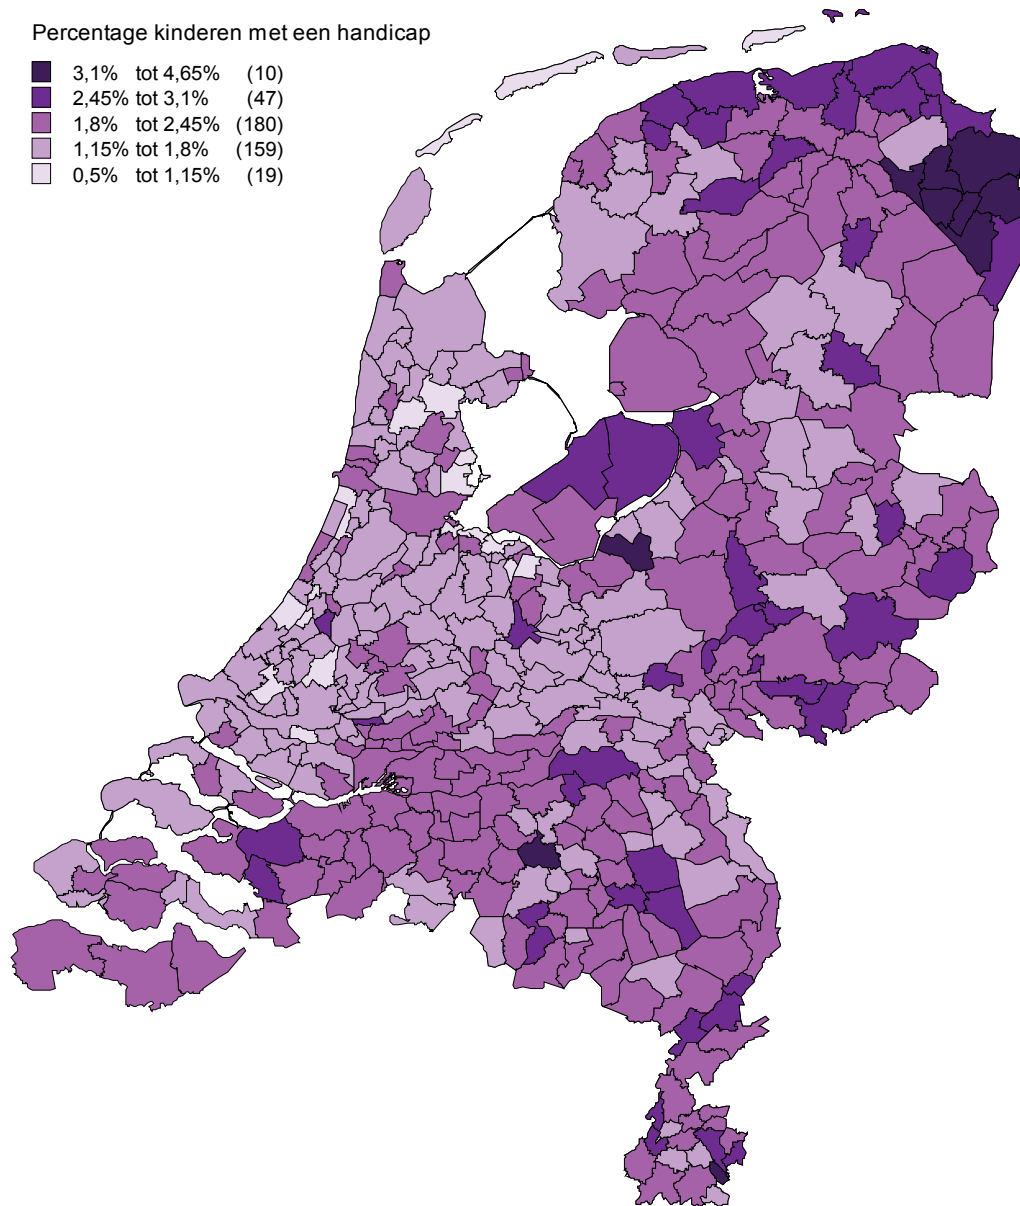 Percentage kinderen met een handicap
3,1% tot 4,65% (10)
2,45% tot 3,1% (47)
1,8% tot 2,45% (180)
1,15% tot 1,8% (159)
0,5% tot 1,15% (19)